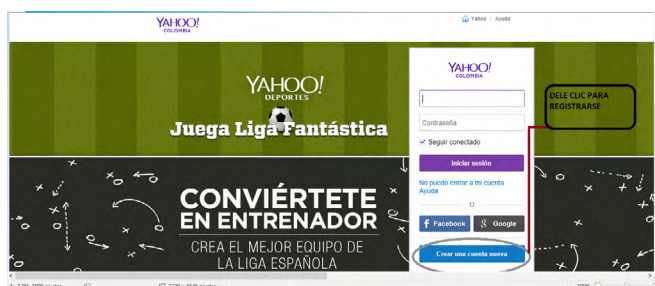 YAHOO!
COLOMBIA
Yahoo - Ayuda
YAHOO!
DEPORTES
Juega Liga Fantástica
CONVIÉRTETE
EN ENTRENADOR
CREA EL MEJOR EQUIPO DE
LA LIGA ESPAÑOLA
YAHOO!
COLOMBIA
Contraseña
Seguir conectado
Iniciar sesión
No puedo entrar a mi cuenta
Ayuda
O
f Facebook
g Google
Crear una cuenta nueva
DELE CLIC PARA
REGISTRARSE
100%